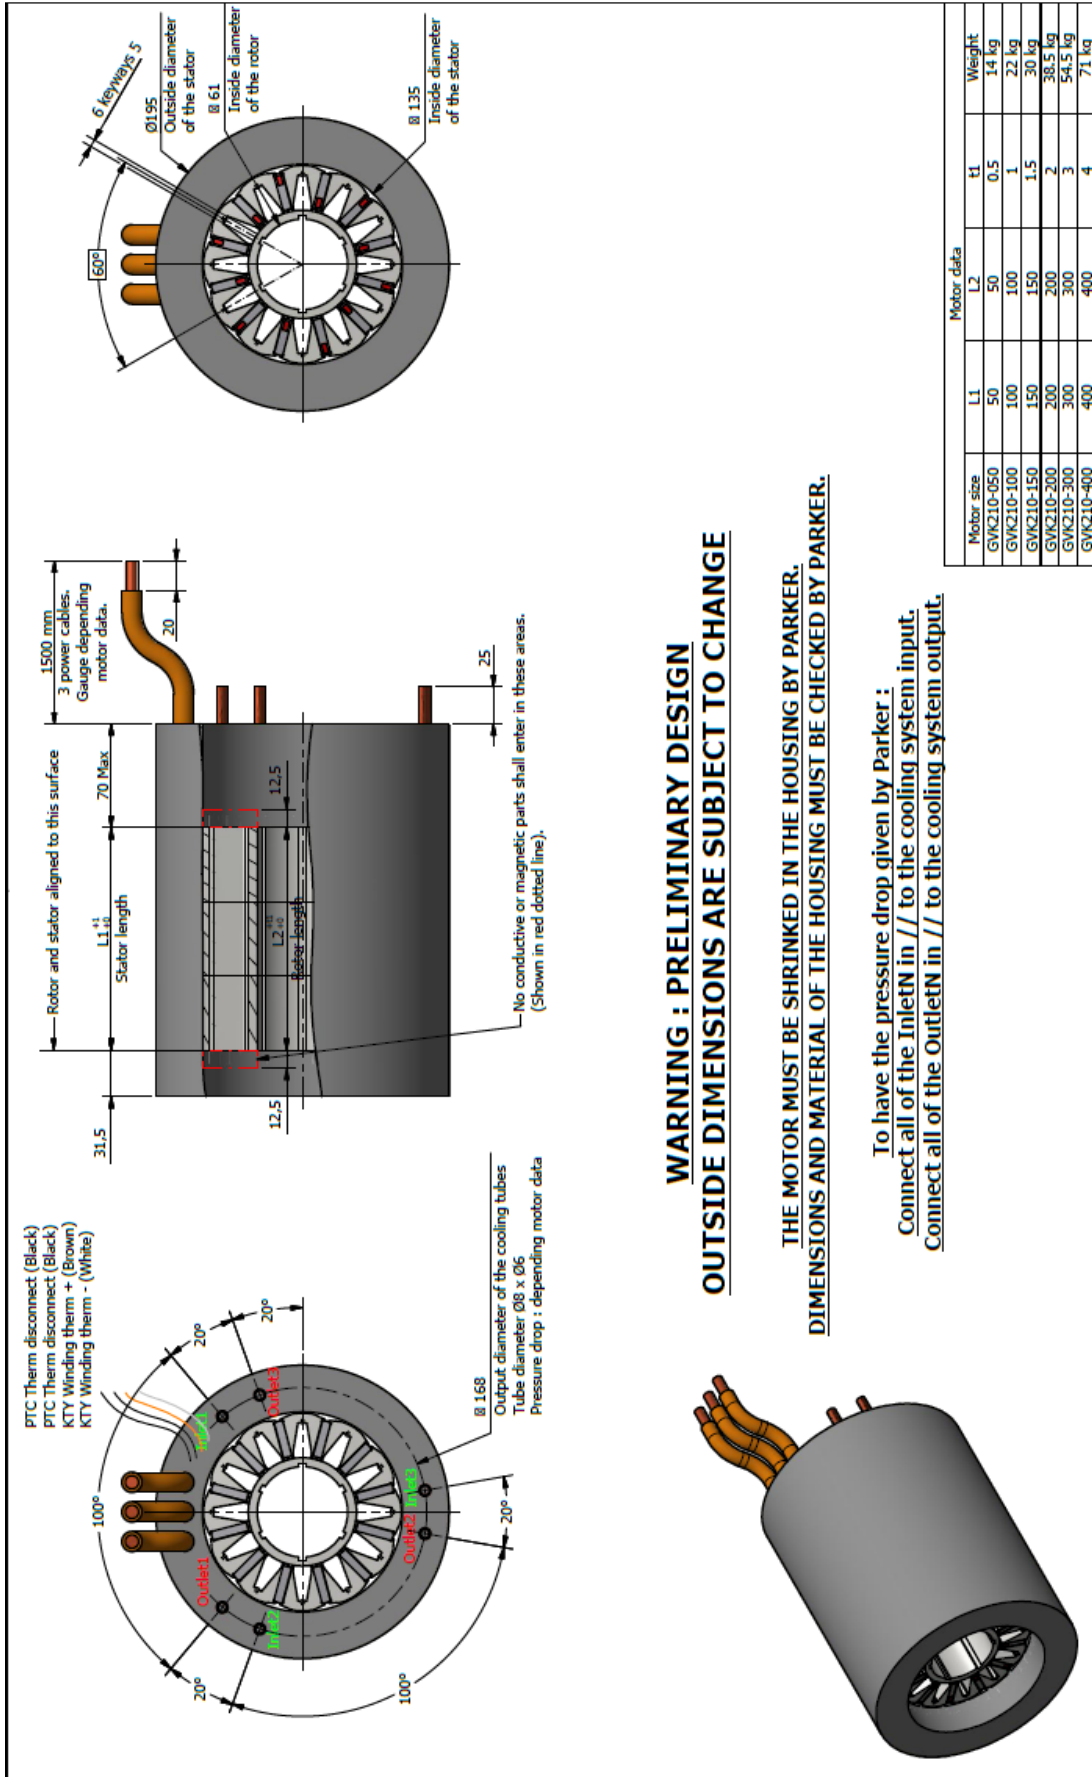 PTC Therm disconnect (Black)
PTC Therm disconnect (Black)
KTY Winding therm + (Brown)
KTY Winding therm - (White)
100°
20°
20°
20°
100°
20°
Outlet1
Inlet1
Inlet2
Outlet3
Outlet2
Inlet3
168
Output diameter of the cooling tubes
Tube diameter Ø8 x Ø6
Pressure drop : depending motor data
Rotor and stator aligned to this surface
31,5
L1 +1 +0
Stator length
70 Max
1500 mm
3 power cables.
Gauge depending
motor data.
20
25
12,5
12,5
L2 +1 +0
Rotor length
No conductive or magnetic parts shall enter in these areas.
(Shown in red dotted line).
60°
6 keyways 5
Ø195
Outside diameter
of the stator
61
Inside diameter
of the rotor
135
Inside diameter
of the stator
WARNING : PRELIMINARY DESIGN
OUTSIDE DIMENSIONS ARE SUBJECT TO CHANGE
THE MOTOR MUST BE SHRINKED IN THE HOUSING BY PARKER.
DIMENSIONS AND MATERIAL OF THE HOUSING MUST BE CHECKED BY PARKER.
To have the pressure drop given by Parker :
Connect all of the InletN in // to the cooling system input.
Connect all of the OutletN in // to the cooling system output.
Motor data
Motor size L1 L2 t1 Weight
GVK210-050 50 50 0.5 14 kg
GVK210-100 100 100 1 22 kg
GVK210-150 150 150 1.5 30 kg
GVK210-200 200 200 2 38.5 kg
GVK210-300 300 300 3 54.5 kg
GVK210-400 400 400 4 71 kg